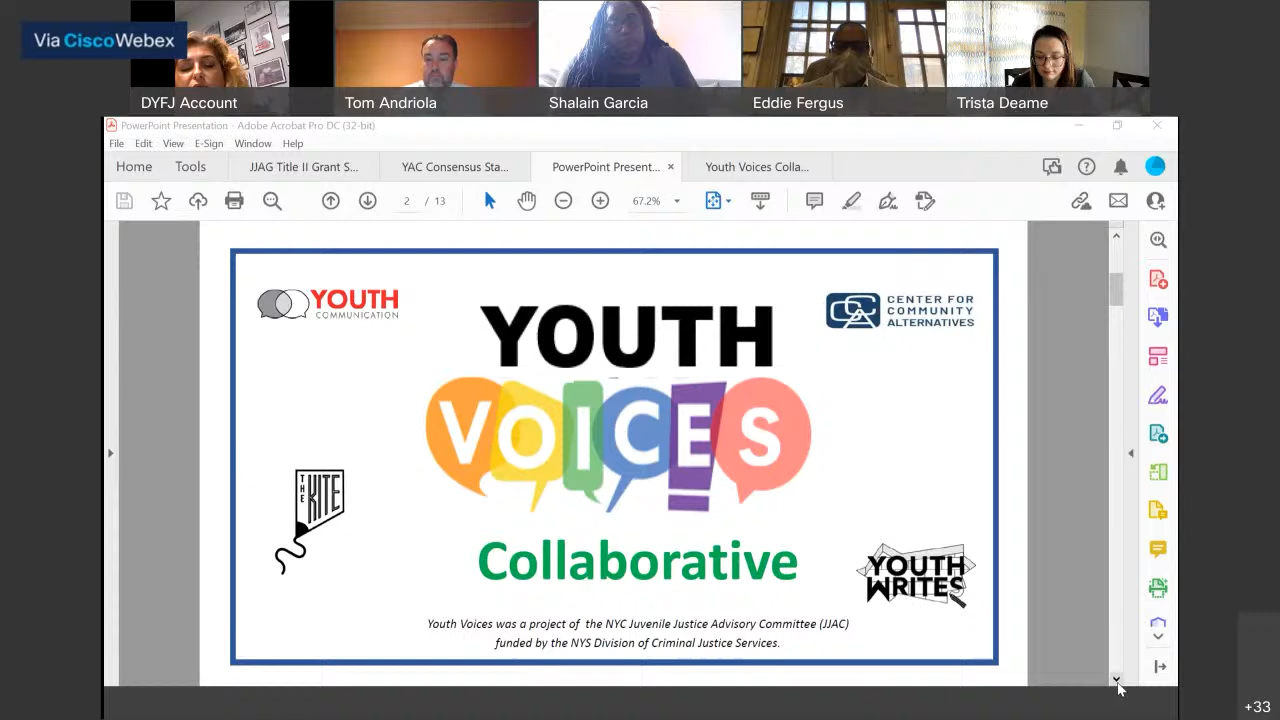 Via Cisco Webex
DYFJ Account
Tom Andriola
Shalain Garcia
Eddie Fergus
Trista Deame
PowerPoint Presentation - Adobe Acrobat Pro DC (32-bit)
File Edit View E-Sign Window Help
Home Tools JJAG Title II Grant S... YAC Consensus Sta... PowerPoint Present... × Youth Voices Colla...
2 / 13 67.2%
YOUTH
COMMUNICATION
CCA
CENTER FOR
COMMUNITY
ALTERNATIVES
YOUTH
VOICES
THE KITE
Collaborative
YOUTH
WRITES
Youth Voices was a project of the NYC Juvenile Justice Advisory Committee (JJAC)
funded by the NYS Division of Criminal Justice Services.
+33